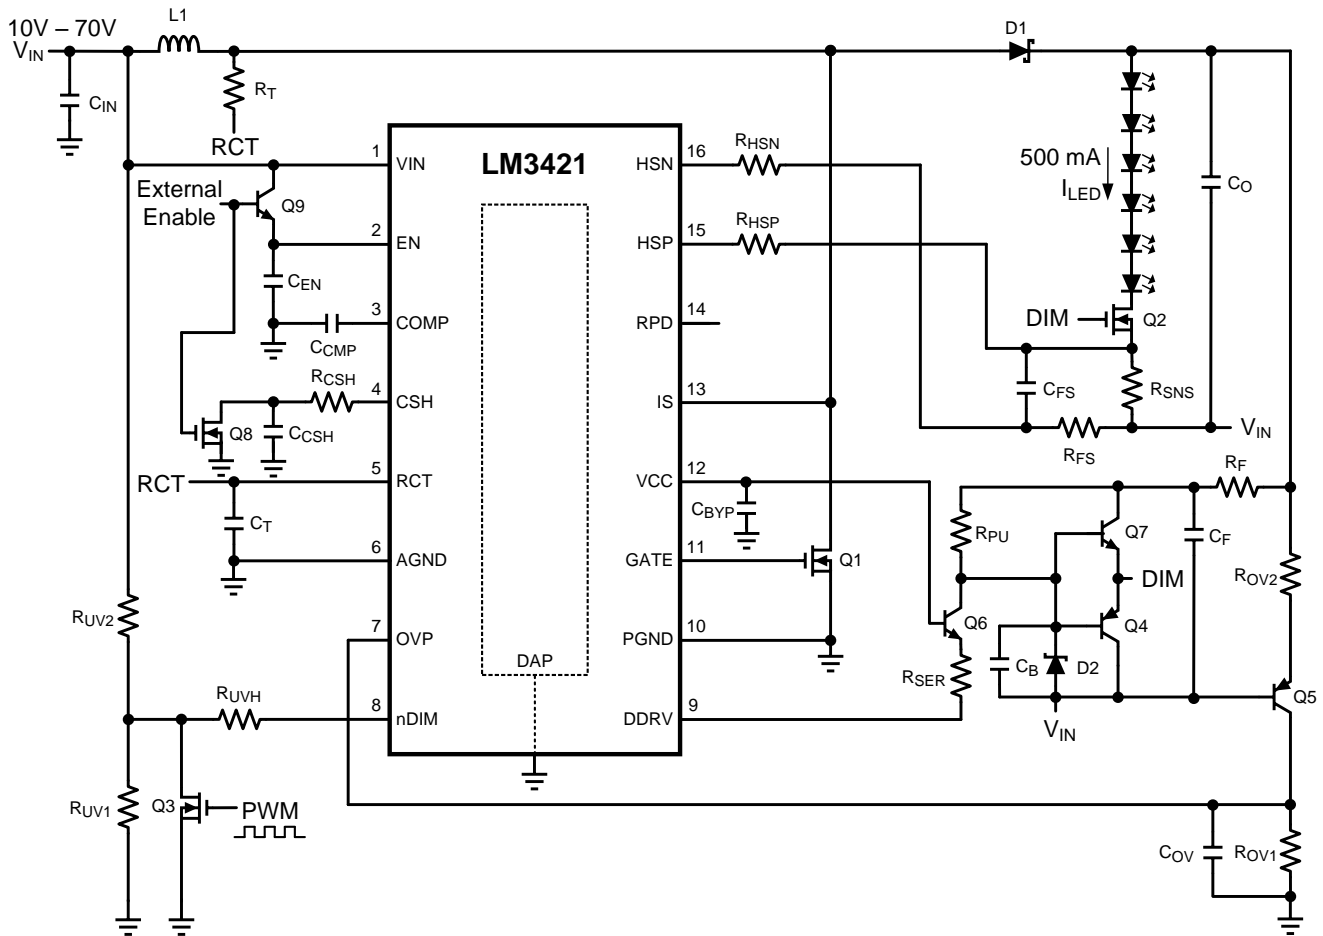 10V – 70V
VIN
L1
D1
CIN
RT
RCT
External
Enable
Q9
CEN
CCMP
RCSH
Q8
CCSH
RCT
CT
RUV2
RUVH
RUV1
Q3
PWM
LM3421
DAP
1 VIN
2 EN
3 COMP
4 CSH
5 RCT
6 AGND
7 OVP
8 nDIM
HSN 16
HSP 15
RPD 14
IS 13
VCC 12
GATE 11
PGND 10
DDRV 9
RHSN
RHSP
500 mA
ILED
CO
DIM
Q2
CFS
RSNS
RFS
VIN
CBYP
Q1
RF
RPU
Q7
CF
DIM
ROV2
Q6
Q4
CB
D2
RSER
VIN
Q5
COV
ROV1